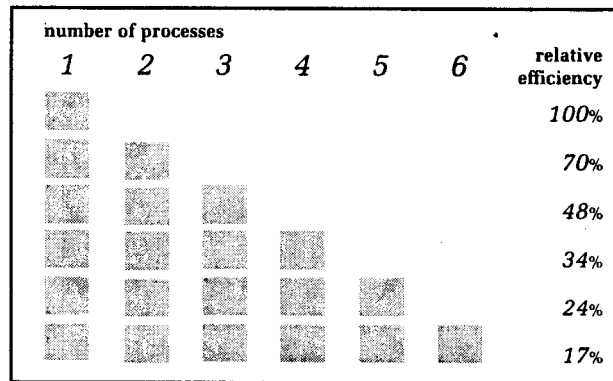 number of processes
1 2 3 4 5 6
relative
efficiency
100%
70%
48%
34%
24%
17%